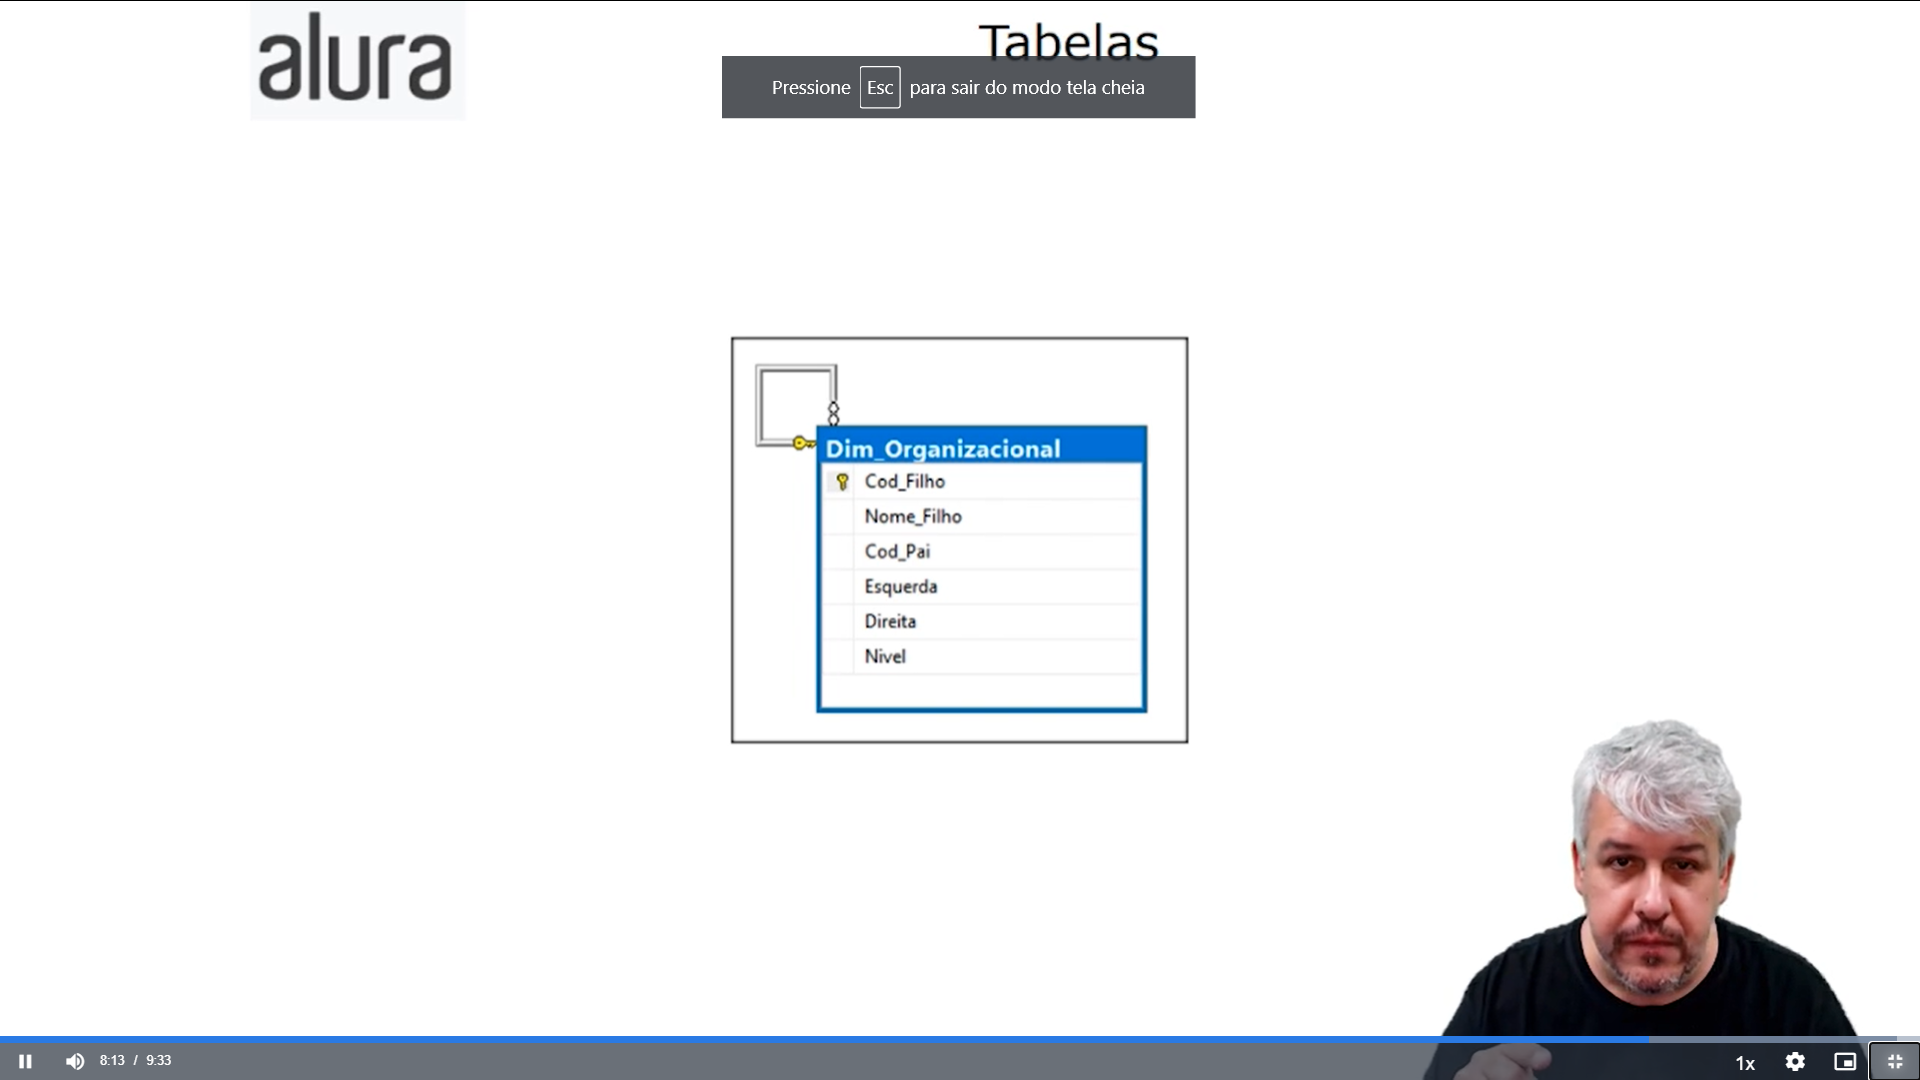 alura
Tabelas
Pressione Esc para sair do modo tela cheia
Dim_Organizacional
Cod_Filho
Nome_Filho
Cod_Pai
Esquerda
Direita
Nivel
8:13 / 9:33
1x